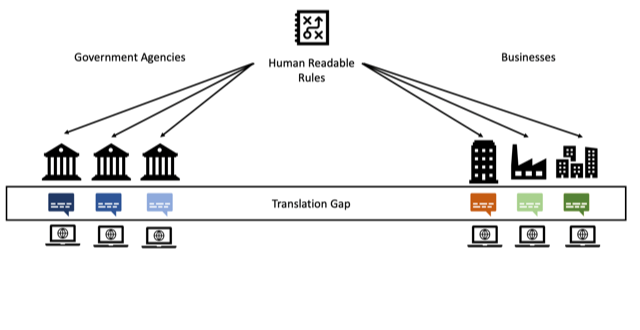 Government Agencies
Human Readable
Rules
Businesses
Translation Gap